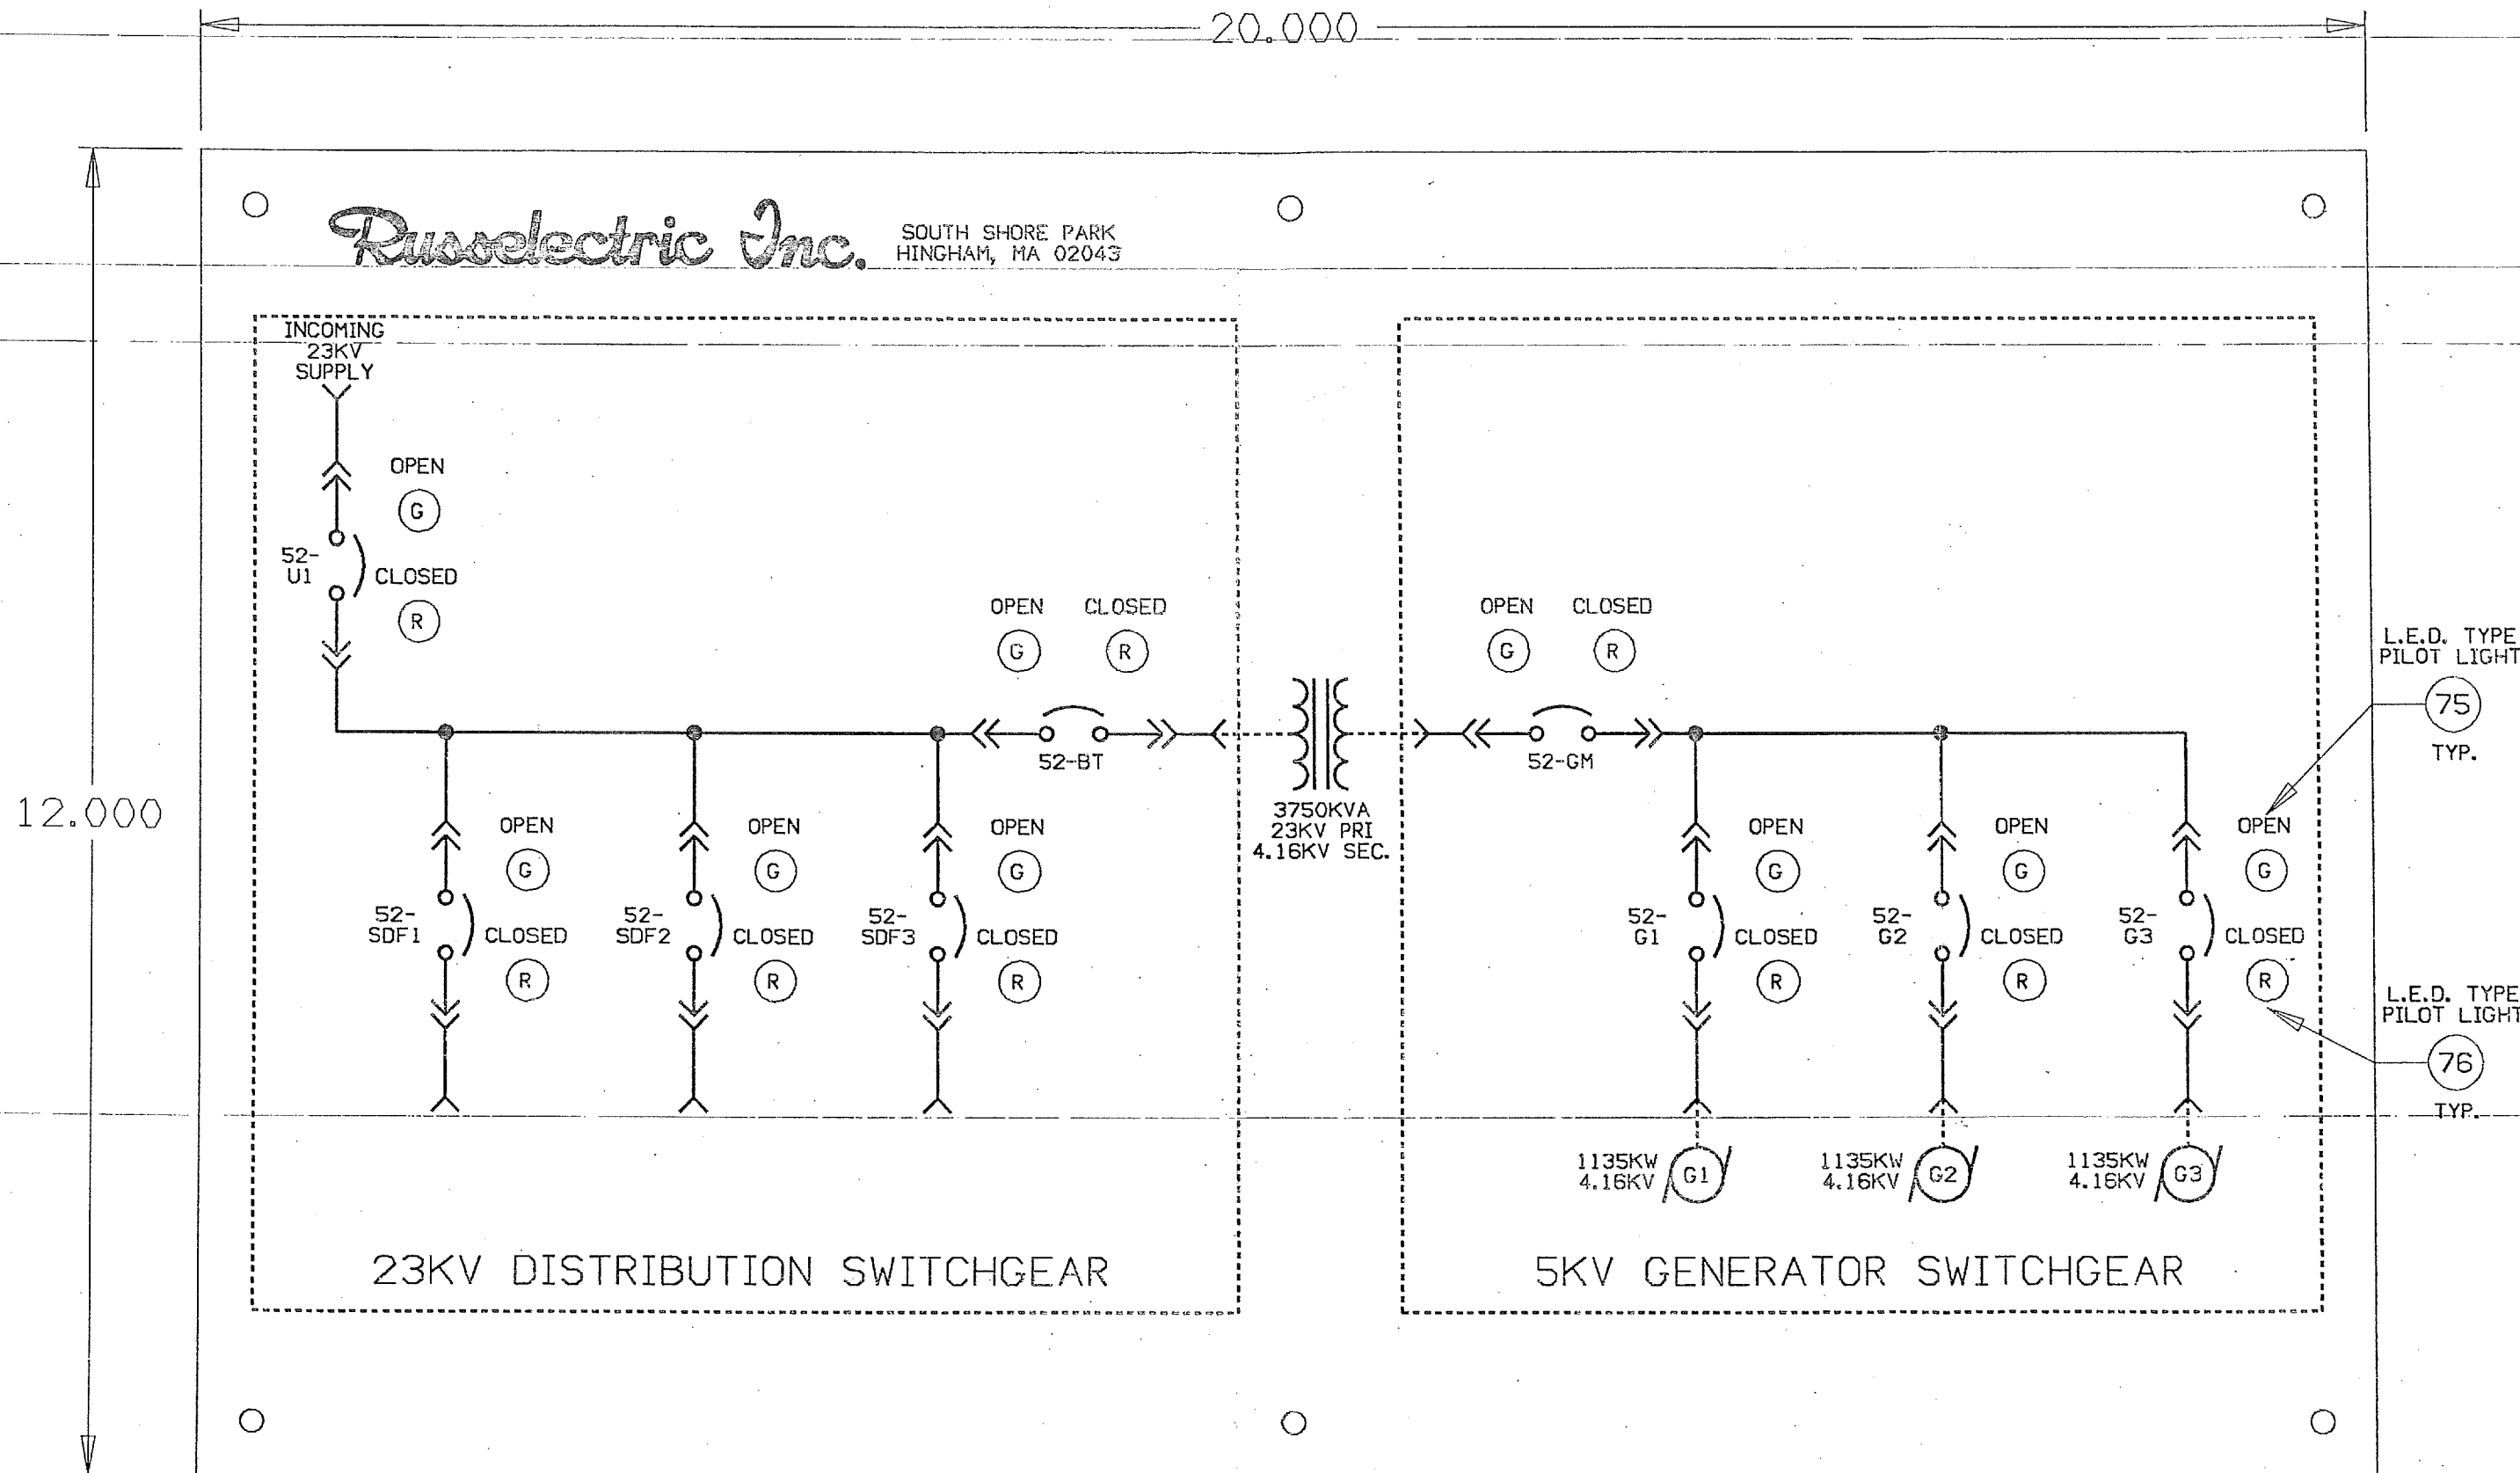 20.000
Russelectric Inc.
SOUTH SHORE PARK
HINGHAM, MA 02043
INCOMING
23KV
SUPPLY
OPEN
G
52-
U1
CLOSED
R
OPEN CLOSED
G R
52-BT
OPEN CLOSED
G R
52-GM
3750KVA
23KV PRI
4.16KV SEC.
L.E.D. TYPE
PILOT LIGHT
75
TYP.
12.000
OPEN
G
52-
SDF1
CLOSED
R
OPEN
G
52-
SDF2
CLOSED
R
OPEN
G
52-
SDF3
CLOSED
R
OPEN
G
52-
G1
CLOSED
R
OPEN
G
52-
G2
CLOSED
R
OPEN
G
52-
G3
CLOSED
R
L.E.D. TYPE
PILOT LIGHT
76
TYP.
1135KW
4.16KV
G1
1135KW
4.16KV
G2
1135KW
4.16KV
G3
23KV DISTRIBUTION SWITCHGEAR
5KV GENERATOR SWITCHGEAR